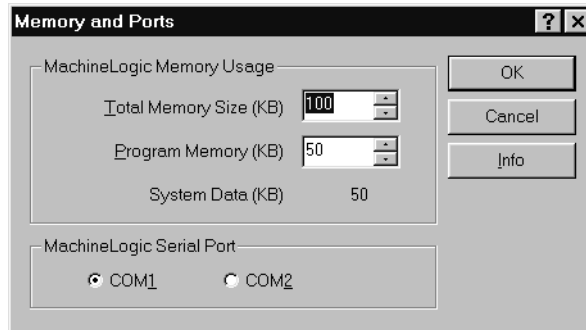 Memory and Ports
MachineLogic Memory Usage
Total Memory Size (KB) 100
Program Memory (KB) 50
System Data (KB) 50
OK
Cancel
Info
MachineLogic Serial Port
COM1 COM2